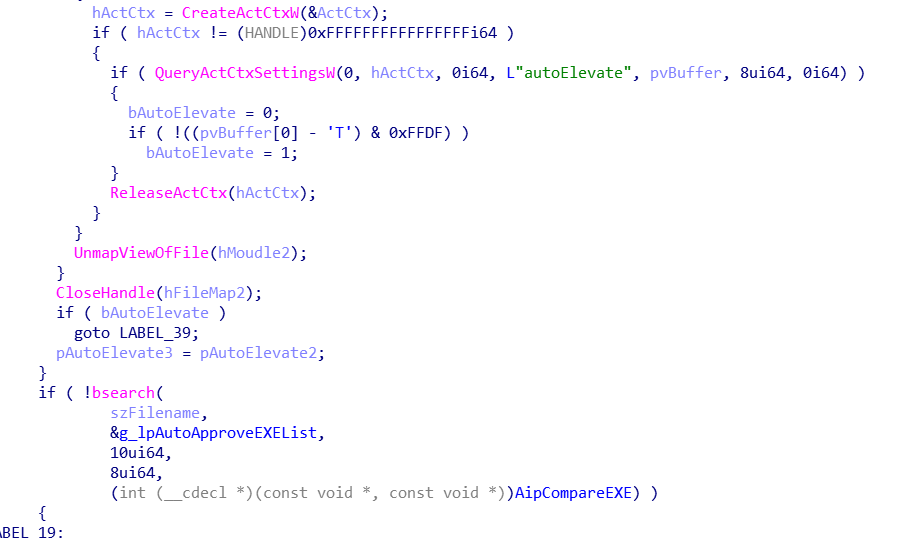 hActCtx = CreateActCtxW(&ActCtx);
if ( hActCtx != (HANDLE)0xFFFFFFFFFFFFFFFFi64 )
{
if ( QueryActCtxSettingsW(0, hActCtx, 0i64, L"autoElevate", pvBuffer, 8ui64, 0i64) )
{
bAutoElevate = 0;
if ( !((pvBuffer[0] - 'T') & 0xFFDF) )
bAutoElevate = 1;
}
ReleaseActCtx(hActCtx);
}
}
UnmapViewOfFile(hMoudle2);
}
CloseHandle(hFileMap2);
if ( bAutoElevate )
goto LABEL_39;
pAutoElevate3 = pAutoElevate2;
}
if ( !bsearch(
szFilename,
&g_lpAutoApproveEXEList,
10ui64,
8ui64,
(int (__cdecl *)(const void *, const void *))AipCompareEXE) )
{
ABEL_19: